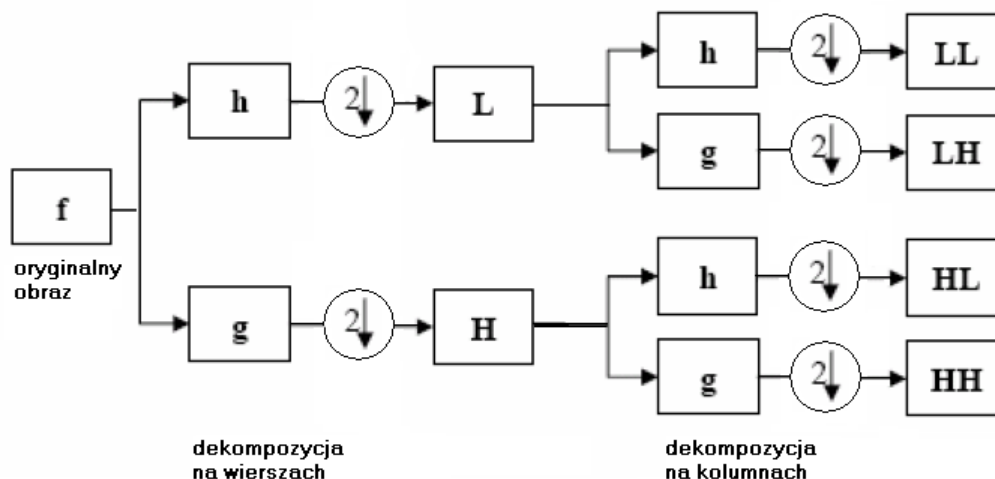 h 2 L h 2 LL
g 2 LH
f
oryginalny
obraz
h 2 HL
g 2 H
g 2 HH
dekompozycja
na wierszach
dekompozycja
na kolumnach